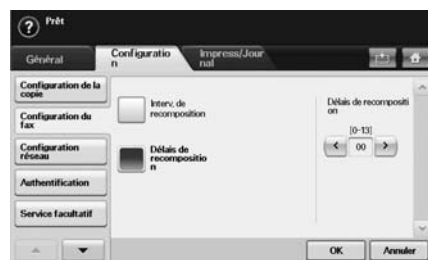 ? Prêt
Général
Configuratio
n
Impress/Jour
nal
Configuration de la
copie
Configuration du
fax
Configuration
réseau
Authentification
Service facultatif
Interv. de
recomposition
Délais de
recompositio
n
Délais de recompositi
on
[0-13]
< 00 >
OK
Annuler